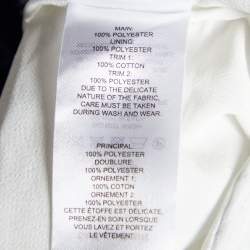 MAIN:
100% POLYESTER
LINING:
100% POLYESTER
TRIM 1:
100% COTTON
TRIM 2:
100% POLYESTER
DUE TO THE DELICATE
NATURE OF THE FABRIC,
CARE MUST BE TAKEN
DURING WASH AND WEAR.
PRINCIPAL:
100% POLYESTER
DOUBLURE:
100% POLYESTER
ORNEMENT 1:
100% COTON
ORNEMENT 2:
100% POLYESTER
CETTE ÉTOFFE EST DÉLICATE,
PRENEZ-EN SOIN LORSQUE
VOUS LAVEZ ET PORTEZ
LE VÊTEMENT.